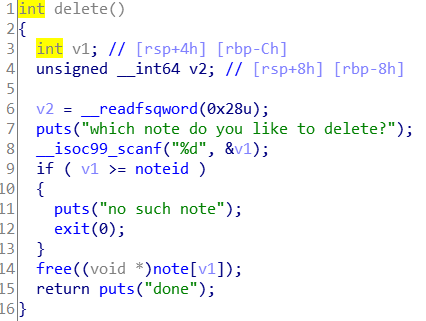 1 int delete()
2 {
3 int v1; // [rsp+4h] [rbp-Ch]
4 unsigned __int64 v2; // [rsp+8h] [rbp-8h]
5
6 v2 = __readfsqword(0x28u);
7 puts("which note do you like to delete?");
8 __isoc99_scanf("%d", &v1);
9 if ( v1 >= noteid )
10 {
11 puts("no such note");
12 exit(0);
13 }
14 free((void *)note[v1]);
15 return puts("done");
16 }